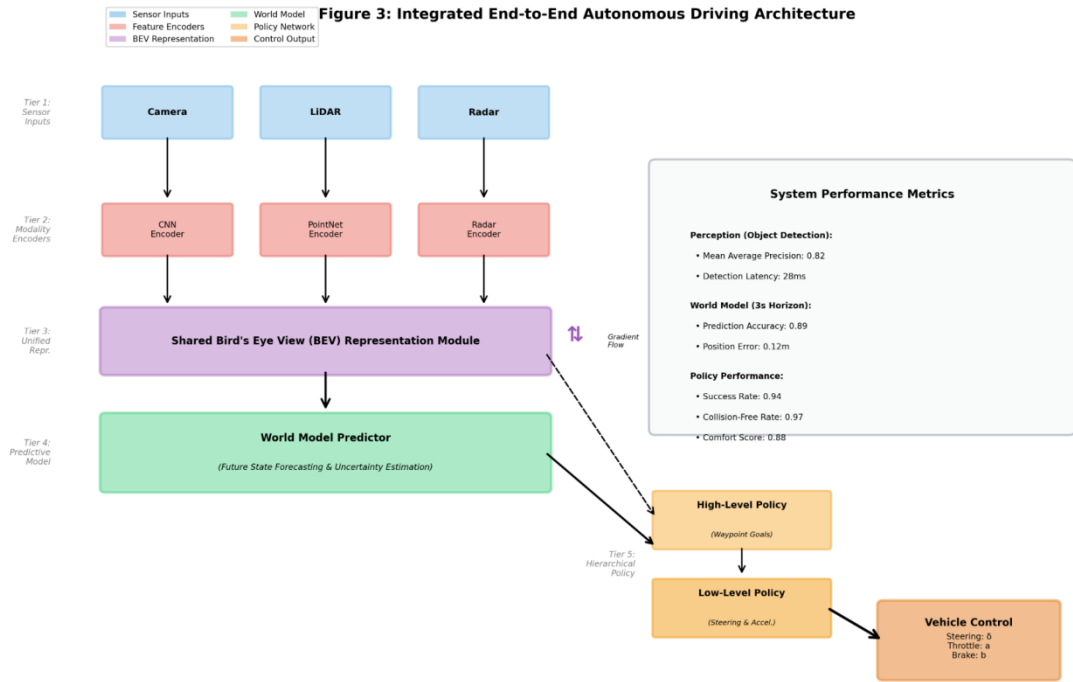 Figure 3: Integrated End-to-End Autonomous Driving Architecture
Sensor Inputs
Feature Encoders
BEV Representation
World Model
Policy Network
Control Output
Tier 1:
Sensor
Inputs
Camera
LiDAR
Radar
Tier 2:
Modality
Encoders
CNN
Encoder
PointNet
Encoder
Radar
Encoder
Tier 3:
Unified
Repr.
Shared Bird's Eye View (BEV) Representation Module
⇅
Gradient
Flow
Tier 4:
Predictive
Model
World Model Predictor
(Future State Forecasting & Uncertainty Estimation)
System Performance Metrics
Perception (Object Detection):
• Mean Average Precision: 0.82
• Detection Latency: 28ms
World Model (3s Horizon):
• Prediction Accuracy: 0.89
• Position Error: 0.12m
Policy Performance:
• Success Rate: 0.94
• Collision-Free Rate: 0.97
• Comfort Score: 0.88
Tier 5:
Hierarchical
Policy
High-Level Policy
(Waypoint Goals)
Low-Level Policy
(Steering & Accel.)
Vehicle Control
Steering: δ
Throttle: a
Brake: b